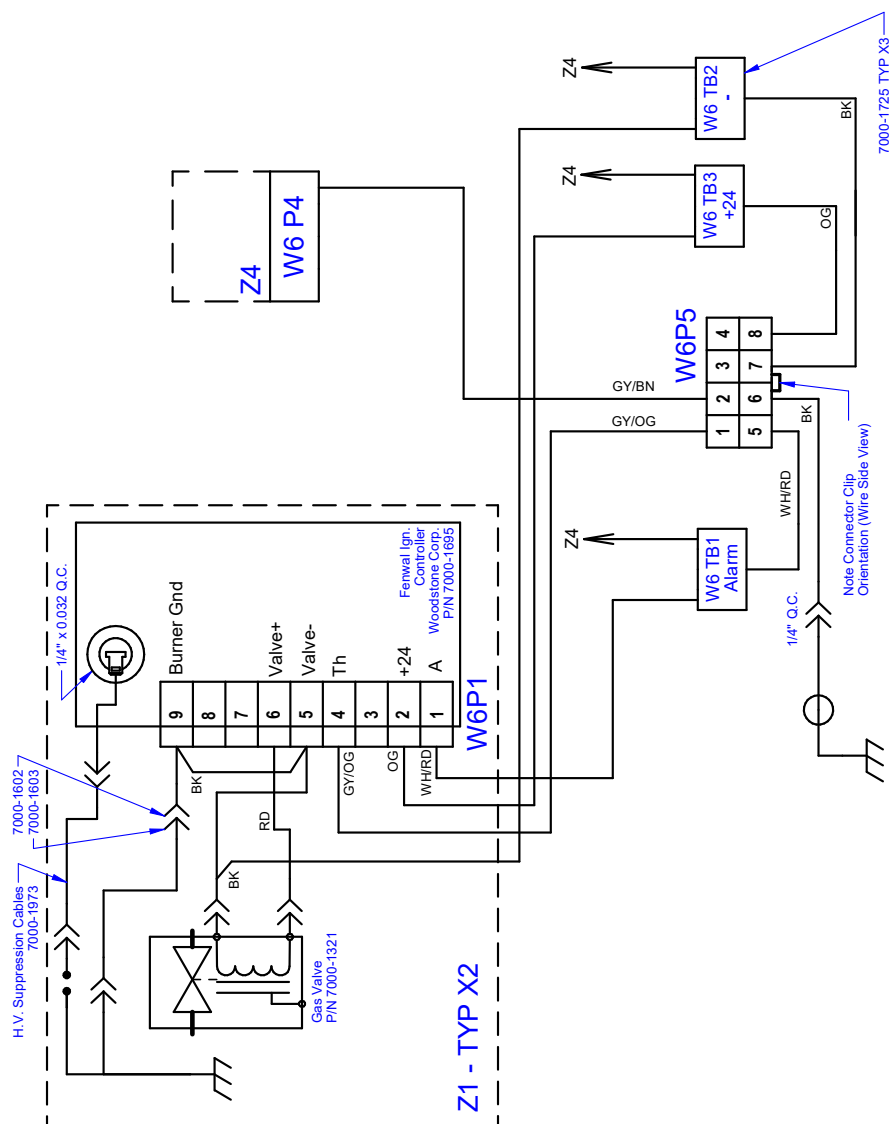 H.V. Suppression Cables
7000-1973
7000-1602
7000-1603
1/4" x 0.032 Q.C.
Burner Gnd
Valve+
Valve-
Th
+24
A
Fenwal Ign.
Controller
Woodstone Corp.
P/N 7000-1695
9
8
7
6
5
4
3
2
1
W6P1
BK
RD
GY/OG
OG
WH/RD
BK
Gas Valve
P/N 7000-1321
Z1 - TYP X2
Z4
W6 P4
GY/BN
GY/OG
W6P5
1
2
3
4
5
6
7
8
Z4
W6 TB2
-
Z4
W6 TB3
+24
Z4
W6 TB1
Alarm
BK
OG
BK
WH/RD
1/4" Q.C.
Note Connector Clip
Orientation (Wire Side View)
7000-1725 TYP X3